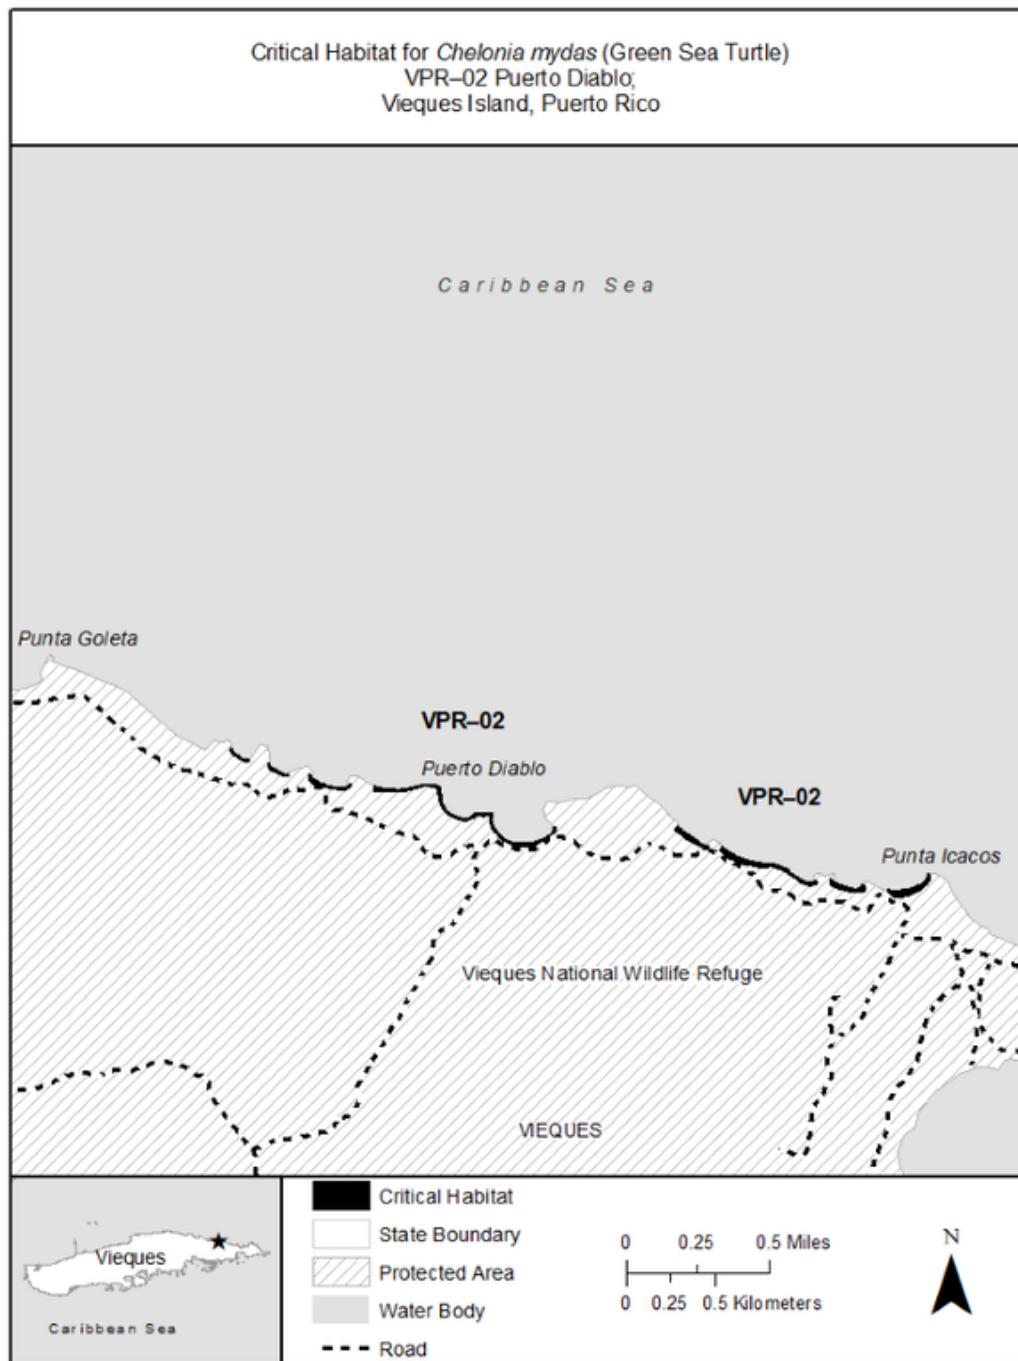 Critical Habitat for Chelonia mydas (Green Sea Turtle)
VPR–02 Puerto Diablo;
Vieques Island, Puerto Rico
Caribbean Sea
Punta Goleta
VPR–02
Puerto Diablo
VPR–02
Punta Icacos
Vieques National Wildlife Refuge
VIEQUES
Vieques
Caribbean Sea
Critical Habitat
State Boundary
Protected Area
Water Body
Road
0 0.25 0.5 Miles
0 0.25 0.5 Kilometers
N